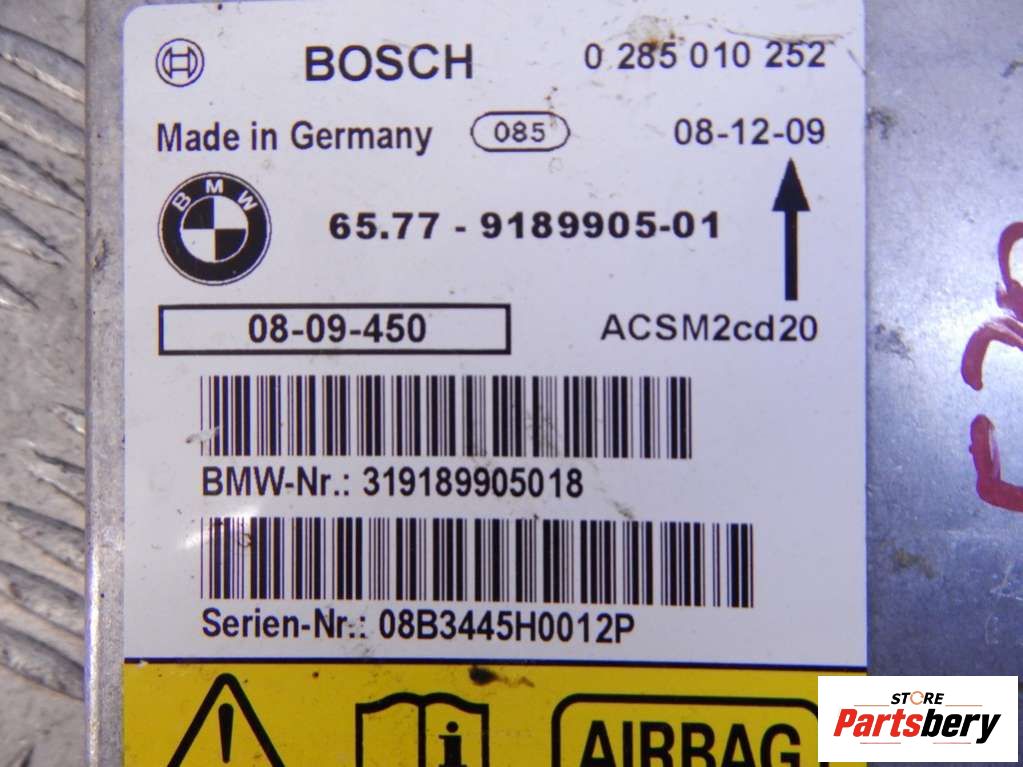 BOSCH 0 285 010 252
Made in Germany 085 08-12-09
BMW 65.77 - 9189905-01
08-09-450 ACSM2cd20
BMW-Nr.: 319189905018
Serien-Nr.: 08B3445H0012P
i AIRBAG
STORE
Partsbery